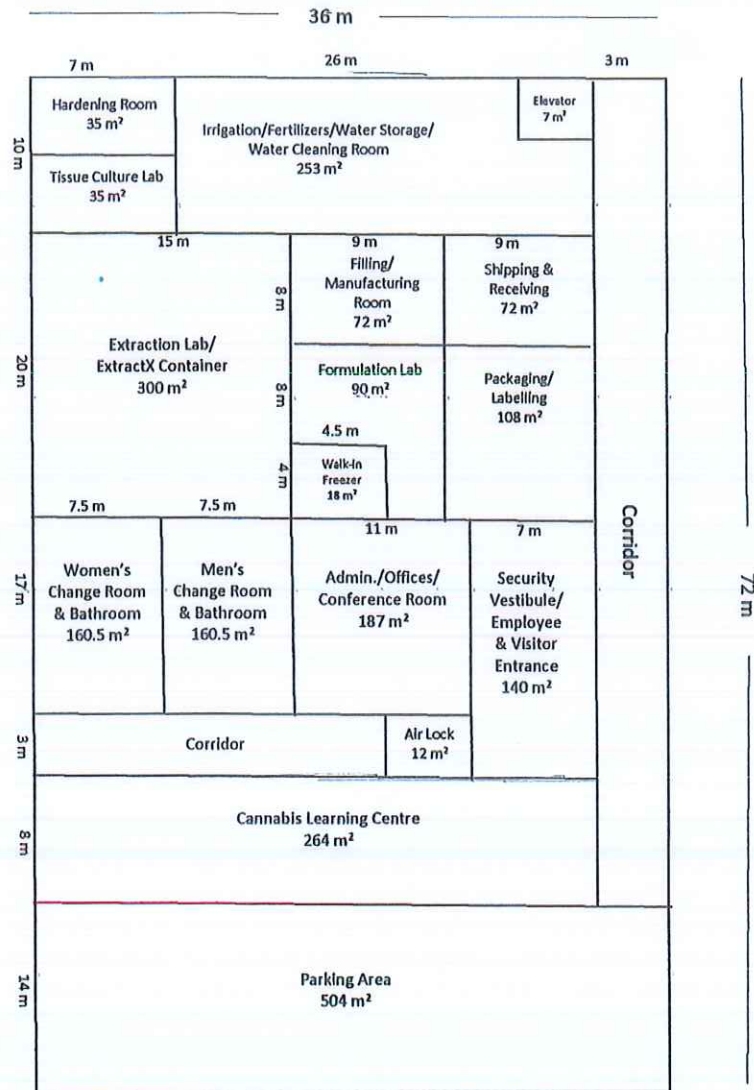 36 m
7 m
26 m
3 m
Hardening Room
35 m²
Irrigation/Fertilizers/Water Storage/
Water Cleaning Room
253 m²
Elevator
7 m²
10 m
Tissue Culture Lab
35 m²
15 m
9 m
9 m
Filling/
Manufacturing
Room
72 m²
Shipping &
Receiving
72 m²
8 m
Extraction Lab/
ExtractX Container
300 m²
20 m
Formulation Lab
90 m²
8 m
Packaging/
Labelling
108 m²
4.5 m
Walk-In
Freezer
18 m²
4 m
7.5 m
7.5 m
11 m
7 m
Corridor
72 m
Women's
Change Room
& Bathroom
160.5 m²
Men's
Change Room
& Bathroom
160.5 m²
Admin./Offices/
Conference Room
187 m²
Security
Vestibule/
Employee
& Visitor
Entrance
140 m²
17 m
Corridor
Air Lock
12 m²
3 m
Cannabis Learning Centre
264 m²
8 m
Parking Area
504 m²
14 m